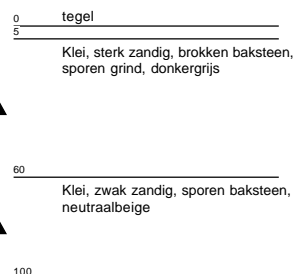 0 tegel
5
Klei, sterk zandig, brokken baksteen,
sporen grind, donkergrijs
60
Klei, zwak zandig, sporen baksteen,
neutraalbeige
100